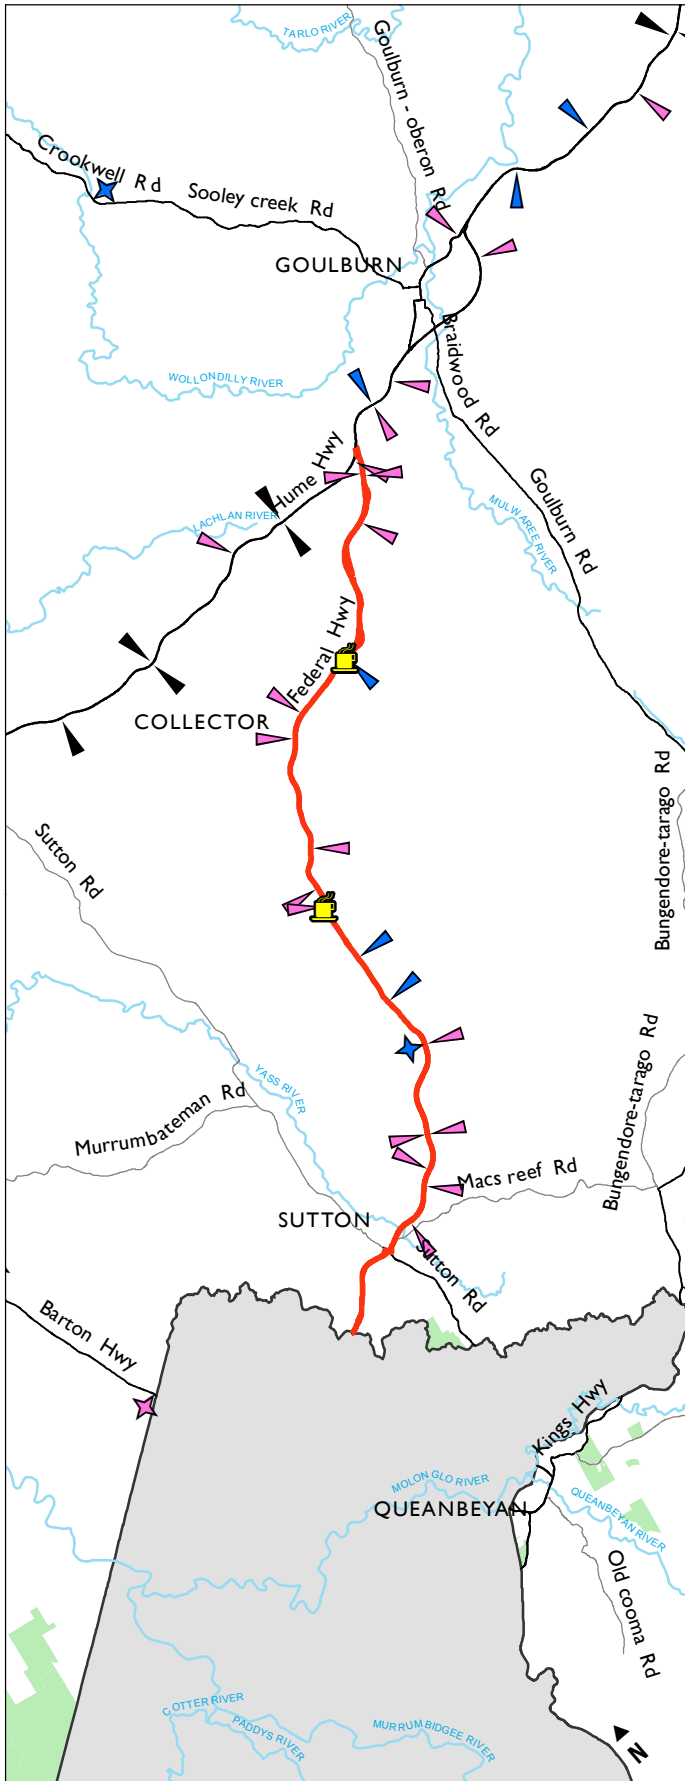 TARLO RIVER
Goulburn - oberon Rd
Crookwell Rd
Sooley creek Rd
GOULBURN
Braidwood Rd
WOLLONDILLY RIVER
Hume Hwy
Goulburn Rd
LACHLAN RIVER
MULWAREE RIVER
Federal Hwy
COLLECTOR
Bungendore-tarago Rd
Sutton Rd
Bungendore-tarago Rd
YASS RIVER
Murrumbateman Rd
Macs reef Rd
SUTTON
Sutton Rd
Barton Hwy
Kings Hwy
MOLONGLO RIVER
QUEANBEYAN
QUEANBEYAN RIVER
Old cooma Rd
COTTER RIVER
PADDYS RIVER
MURRUMBIDGEE RIVER
N